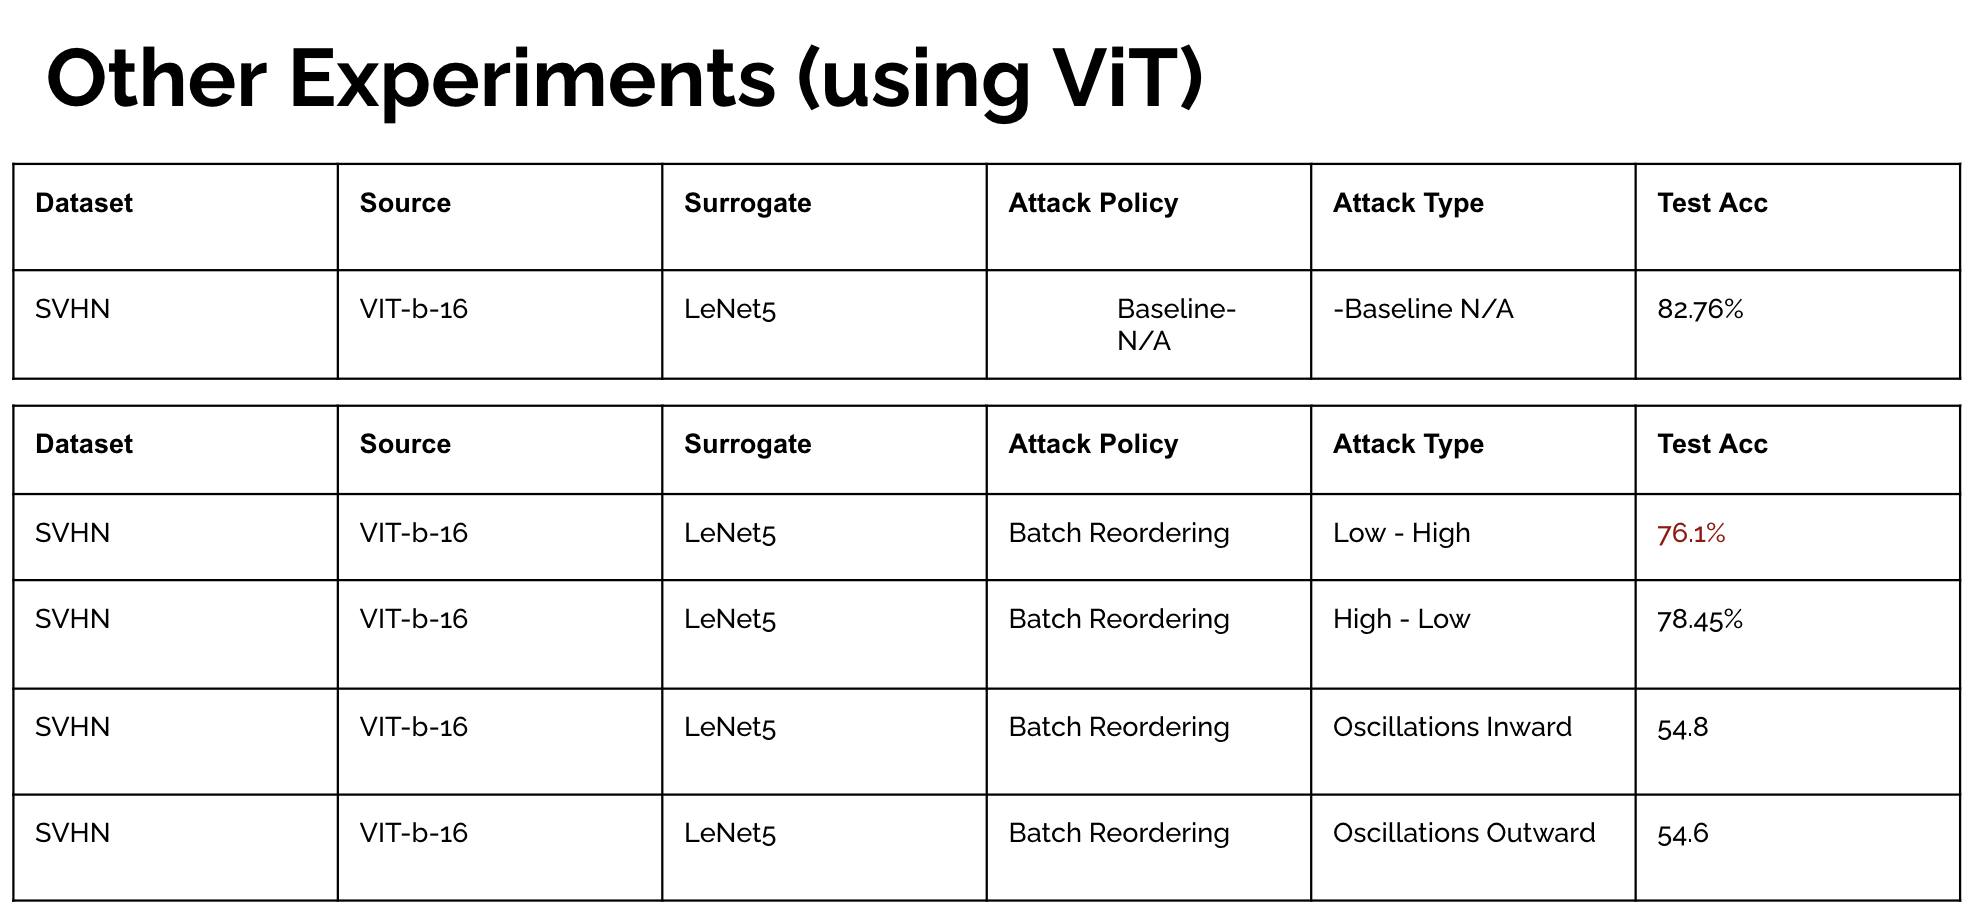 Other Experiments (using ViT)
Dataset Source Surrogate Attack Policy Attack Type Test Acc
SVHN VIT-b-16 LeNet5 Baseline- -Baseline N/A 82.76%
N/A
Dataset Source Surrogate Attack Policy Attack Type Test Acc
SVHN VIT-b-16 LeNet5 Batch Reordering Low - High 76.1%
SVHN VIT-b-16 LeNet5 Batch Reordering High - Low 78.45%
SVHN VIT-b-16 LeNet5 Batch Reordering Oscillations Inward 54.8
SVHN VIT-b-16 LeNet5 Batch Reordering Oscillations Outward 54.6